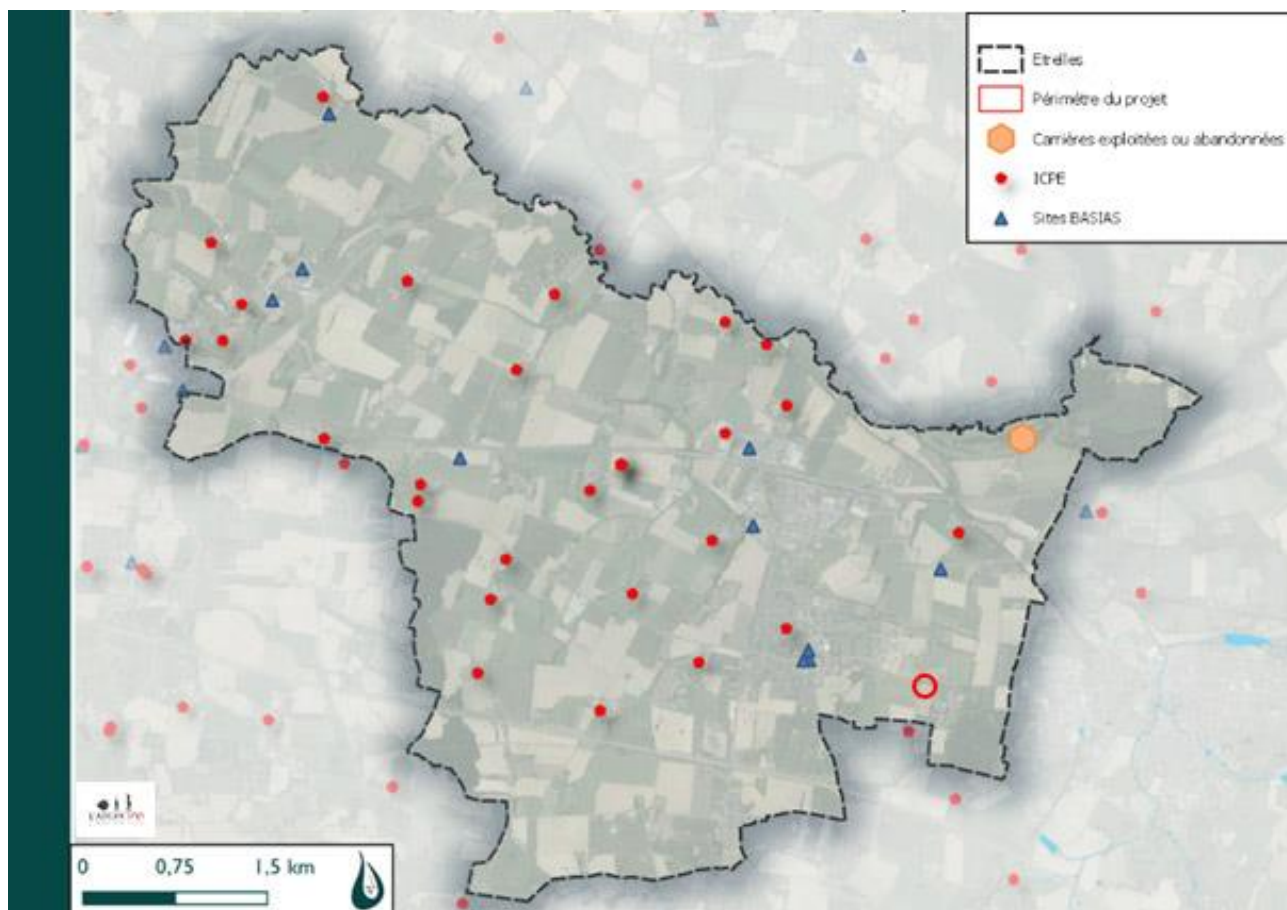 Etrelles
Périmètre du projet
Carrières exploitées ou abandonnées
ICPE
Sites BASIAS
0 0,75 1,5 km